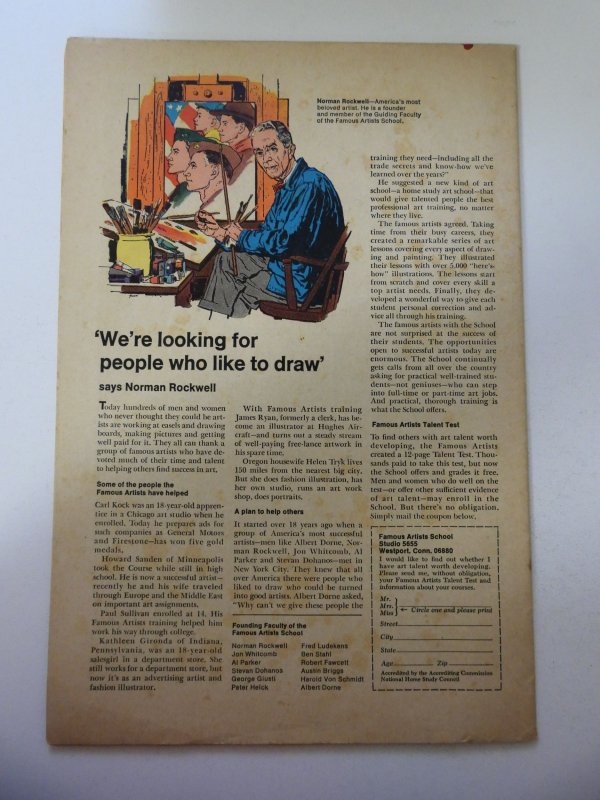 Norman Rockwell—America's most
beloved artist. He is a founder
and member of the Guiding Faculty
of the Famous Artists School.
'We're looking for
people who like to draw'
says Norman Rockwell
Today hundreds of men and women
who never thought they could be art-
ists are working at easels and drawing
boards, making pictures and getting
well paid for it. They all can thank a
group of famous artists who have de-
voted much of their time and talent
to helping others find success in art.
Some of the people the
Famous Artists have helped
Carl Kock was an 18-year-old appren-
tice in a Chicago art studio when he
enrolled. Today he prepares ads for
such companies as General Motors
and Firestone—has won five gold
medals.
Howard Sanden of Minneapolis
took the Course while still in high
school. He is now a successful artist—
recently he and his wife traveled
through Europe and the Middle East
on important art assignments.
Paul Sullivan enrolled at 14. His
Famous Artists training helped him
work his way through college.
Kathleen Gironda of Indiana,
Pennsylvania, was an 18-year-old
salesgirl in a department store. She
still works for a department store, but
now it's as an advertising artist and
fashion illustrator.
With Famous Artists training
James Ryan, formerly a clerk, has be-
come an illustrator at Hughes Air-
craft—and turns out a steady stream
of well-paying free-lance artwork in
his spare time.
Oregon housewife Helen Tryk lives
150 miles from the nearest big city.
But she does fashion illustration, has
her own studio, runs an art work
shop, does portraits.
A plan to help others
It started over 18 years ago when a
group of America's most successful
artists—men like Albert Dorne, Nor-
man Rockwell, Jon Whitcomb, Al
Parker and Stevan Dohanos—met in
New York City. They knew that all
over America there were people who
liked to draw who could be turned
into good artists. Albert Dorne asked,
"Why can't we give these people the
Founding Faculty of the
Famous Artists School
Norman Rockwell
Jon Whitcomb
Al Parker
Stevan Dohanos
George Giusti
Peter Helck
Fred Ludekens
Ben Stahl
Robert Fawcett
Austin Briggs
Harold Von Schmidt
Albert Dorne
training they need—including all the
trade secrets and know-how we've
learned over the years?"
He suggested a new kind of art
school—a home study art school—that
would give talented people the best
professional art training, no matter
where they live.
The famous artists agreed. Taking
time from their busy careers, they
created a remarkable series of art
lessons covering every aspect of draw-
ing and painting. They illustrated
their lessons with over 5,000 "here's-
how" illustrations. The lessons start
from scratch and cover every skill a
top artist needs. Finally, they de-
veloped a wonderful way to give each
student personal correction and ad-
vice all through his training.
The famous artists with the School
are not surprised at the success of
their students. The opportunities
open to successful artists today are
enormous. The School continually
gets calls from all over the country
asking for practical well-trained stu-
dents—not geniuses—who can step
into full-time or part-time art jobs.
And practical, thorough training is
what the School offers.
Famous Artists Talent Test
To find others with art talent worth
developing, the Famous Artists
created a 12-page Talent Test. Thou-
sands paid to take this test, but now
the School offers and grades it free.
Men and women who do well on the
test—or offer other sufficient evidence
of art talent—may enroll in the
School. But there's no obligation.
Simply mail the coupon below.
Famous Artists School
Studio 5655
Westport, Conn. 06880
I would like to find out whether I
have art talent worth developing.
Please send me, without obligation,
your Famous Artists Talent Test and
information about your courses.
Mr.
Mrs.
Miss
Circle one and please print
Street
City
State
Age Zip
Accredited by the Accrediting Commission
National Home Study Council